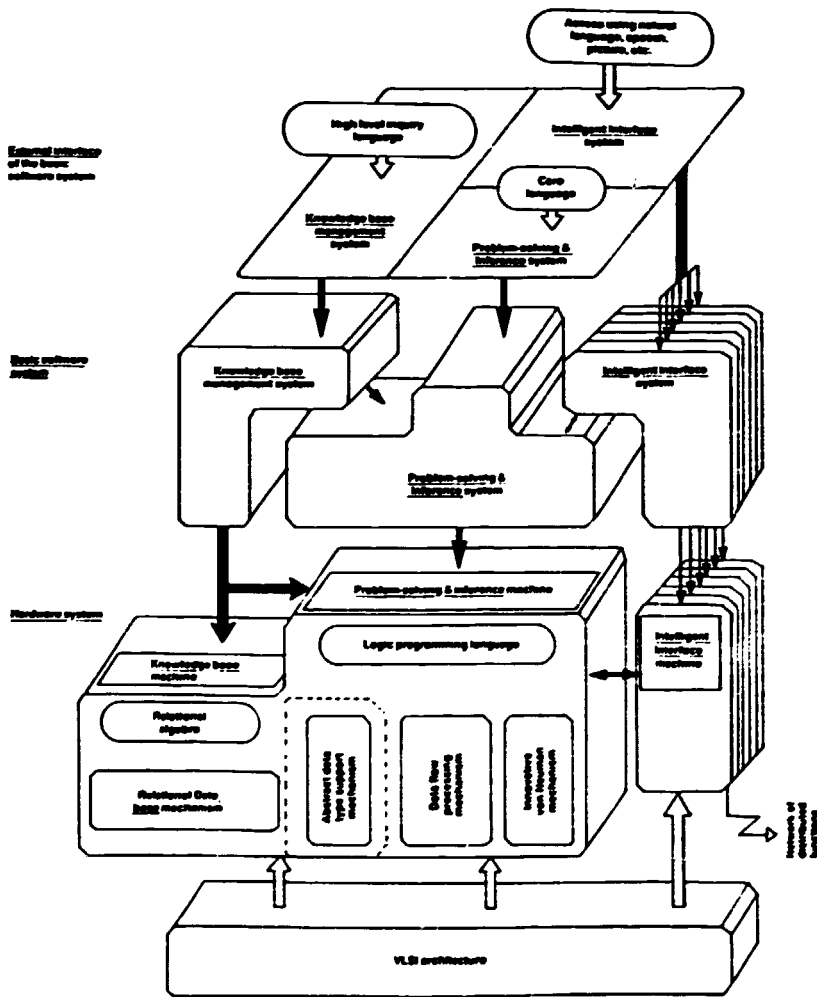 Access using natural
language, speech,
picture, etc.
High level inquiry
language
Intelligent interface
system
External interface
of the basic
software system
Core
language
Knowledge base
management
system
Problem-solving &
inference system
Basic software
system
Knowledge base
management system
Intelligent interface
system
Problem-solving &
inference system
Hardware system
Problem-solving & inference machine
Logic programming language
Intelligent
interface
machine
Knowledge base
machine
Relational
algebra
Relational Data
base mechanism
Abstract data
type support
mechanism
Data flow
processing
mechanism
Innovative
von Neuman
mechanism
Network of
distributed
functions
VLSI architecture